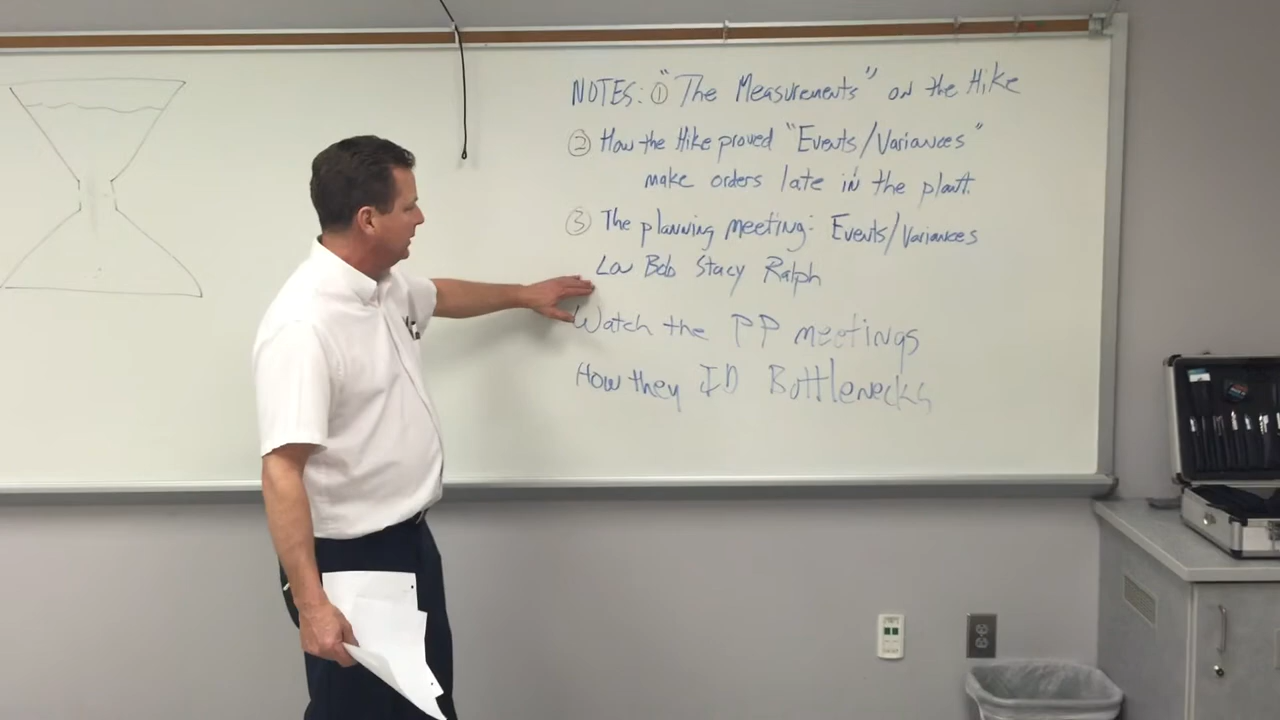 NOTES: ① "The Measurements" on the Hike
② How the Hike proved "Events/Variances"
make orders late in the plant.
③ The planning meeting: Events/Variances
Lou Bob Stacy Ralph
Watch the PP meetings
How they ID Bottlenecks